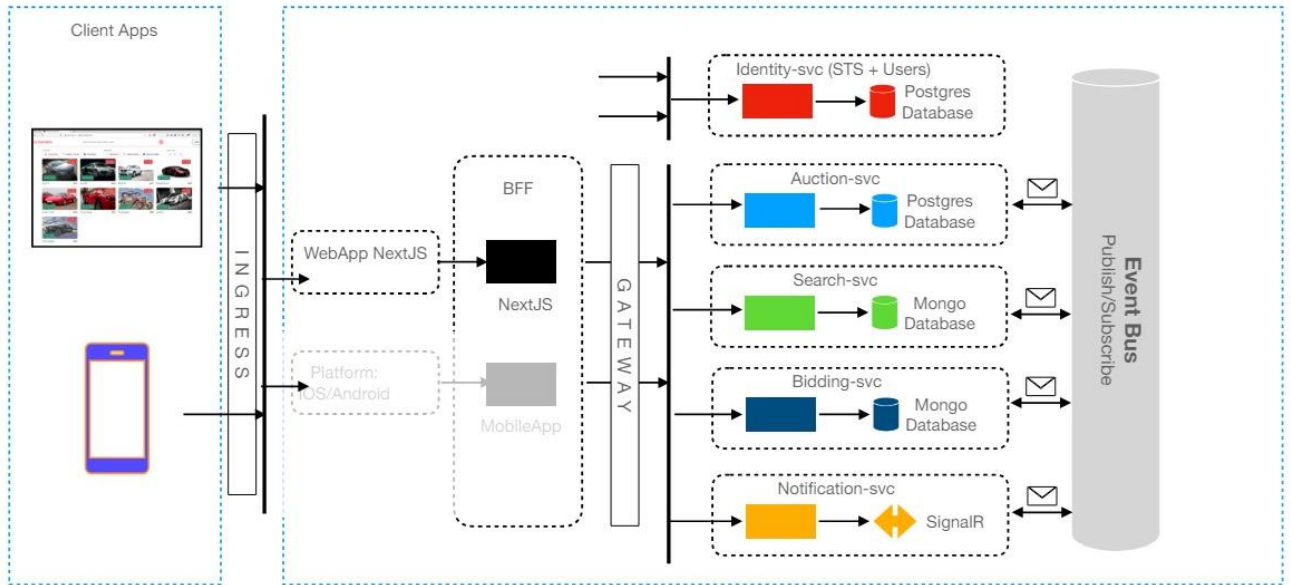 Client Apps
INGRESS
WebApp NextJS
Platform:
iOS/Android
BFF
NextJS
MobileApp
GATEWAY
Identity-svc (STS + Users)
Postgres
Database
Auction-svc
Postgres
Database
Search-svc
Mongo
Database
Bidding-svc
Mongo
Database
Notification-svc
SignalR
Event Bus
Publish/Subscribe